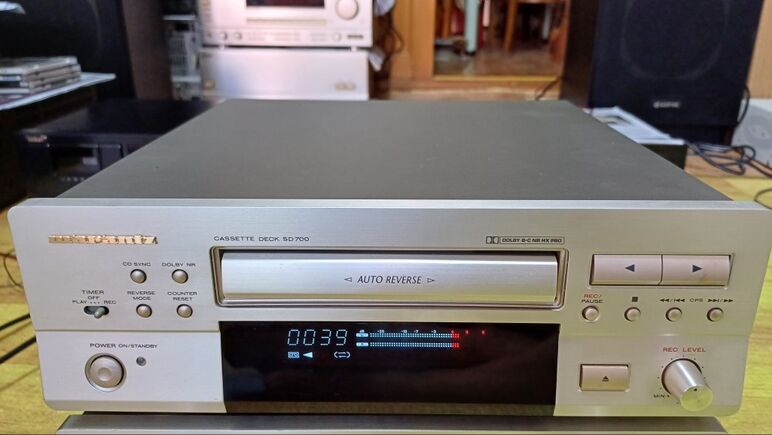 marantz
CASSETTE DECK SD700
DOLBY B-C NR HX PRO
CD SYNC
DOLBY NR
AUTO REVERSE
TIMER
OFF
PLAY
REC
REVERSE
MODE
COUNTER
RESET
REC/
PAUSE
CPS
POWER ON/STANDBY
0039
REC LEVEL
MIN